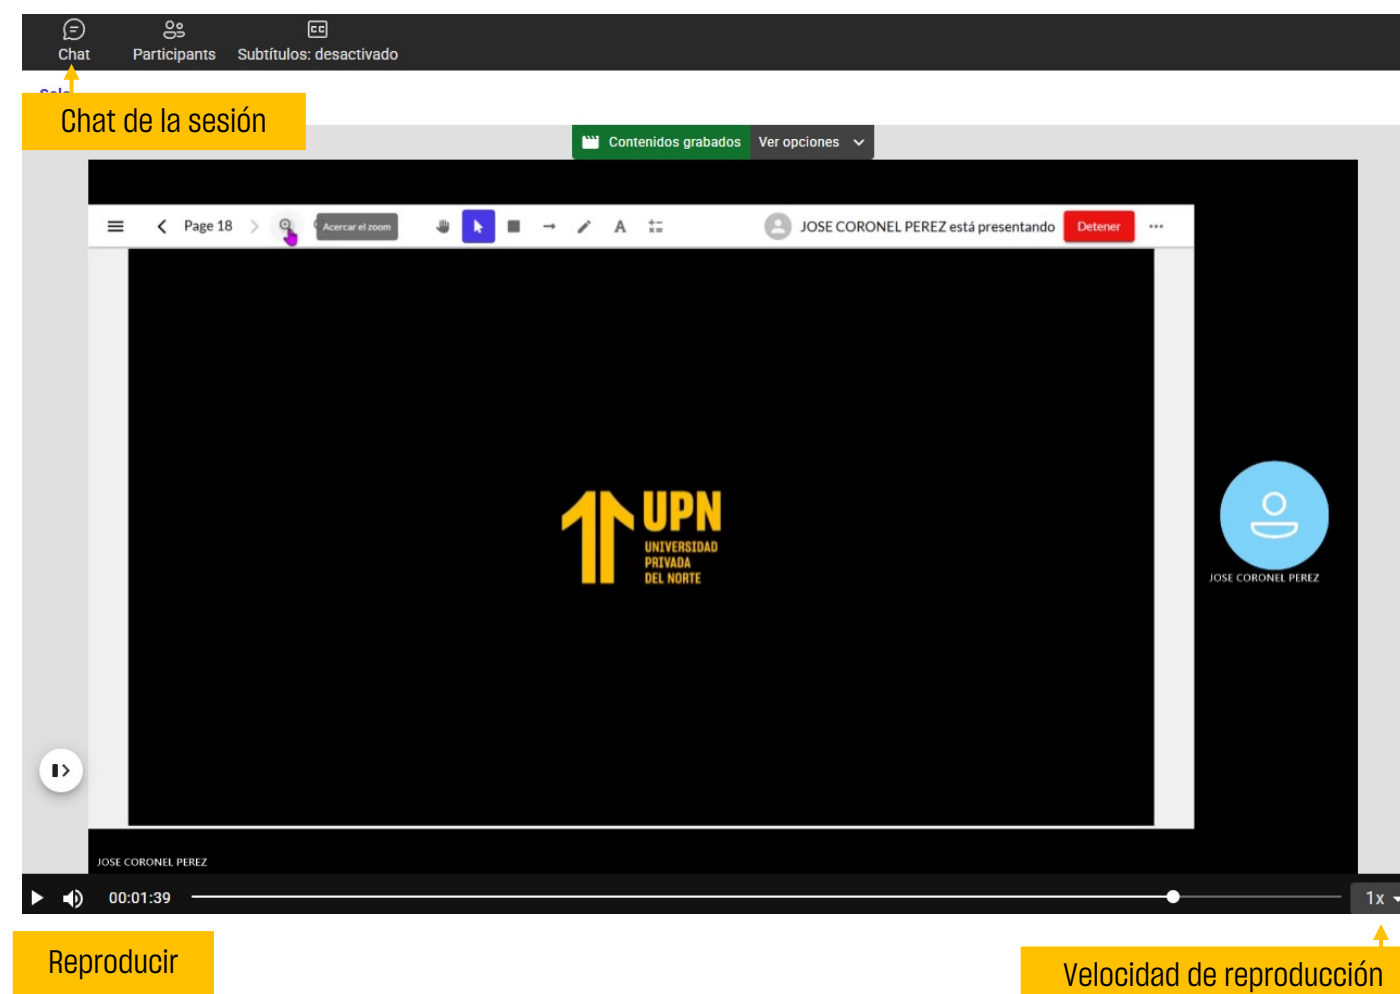 Chat
Participants
Subtítulos: desactivado
Chat de la sesión
Contenidos grabados
Ver opciones
Page 18
Acercar el zoom
A
JOSE CORONEL PEREZ está presentando
Detener
UPN
UNIVERSIDAD
PRIVADA
DEL NORTE
JOSE CORONEL PEREZ
JOSE CORONEL PEREZ
00:01:39
1x
Reproducir
Velocidad de reproducción